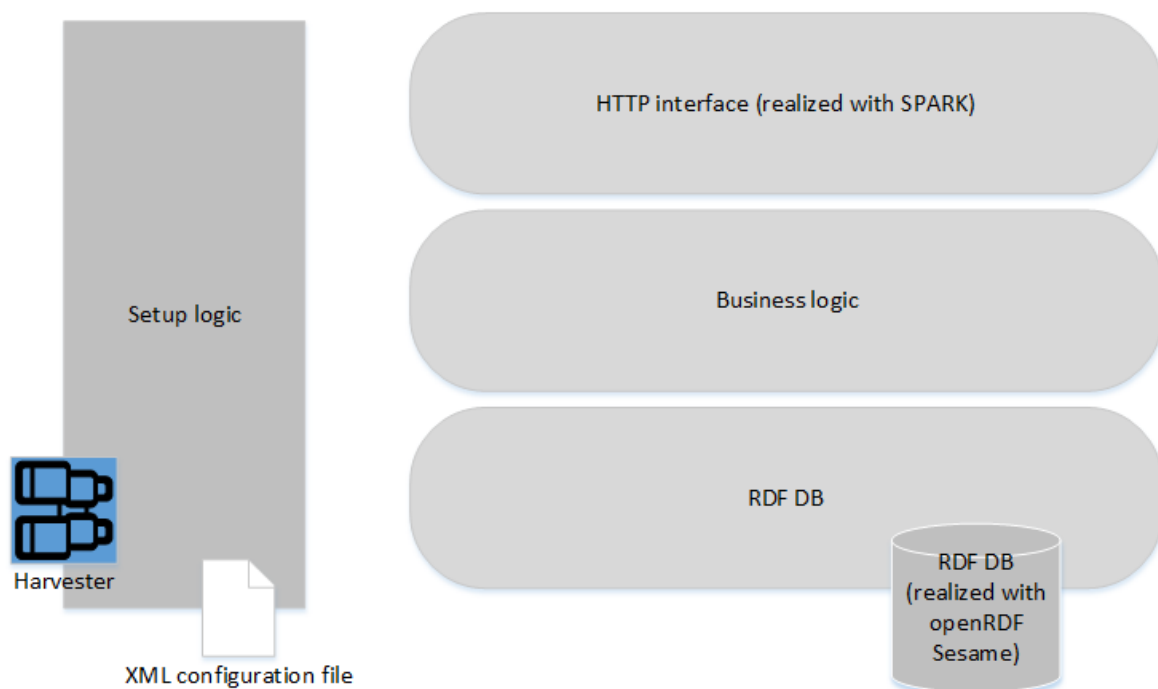 HTTP interface (realized with SPARK)
Setup logic
Business logic
RDF DB
Harvester
XML configuration file
RDF DB
(realized with
openRDF
Sesame)